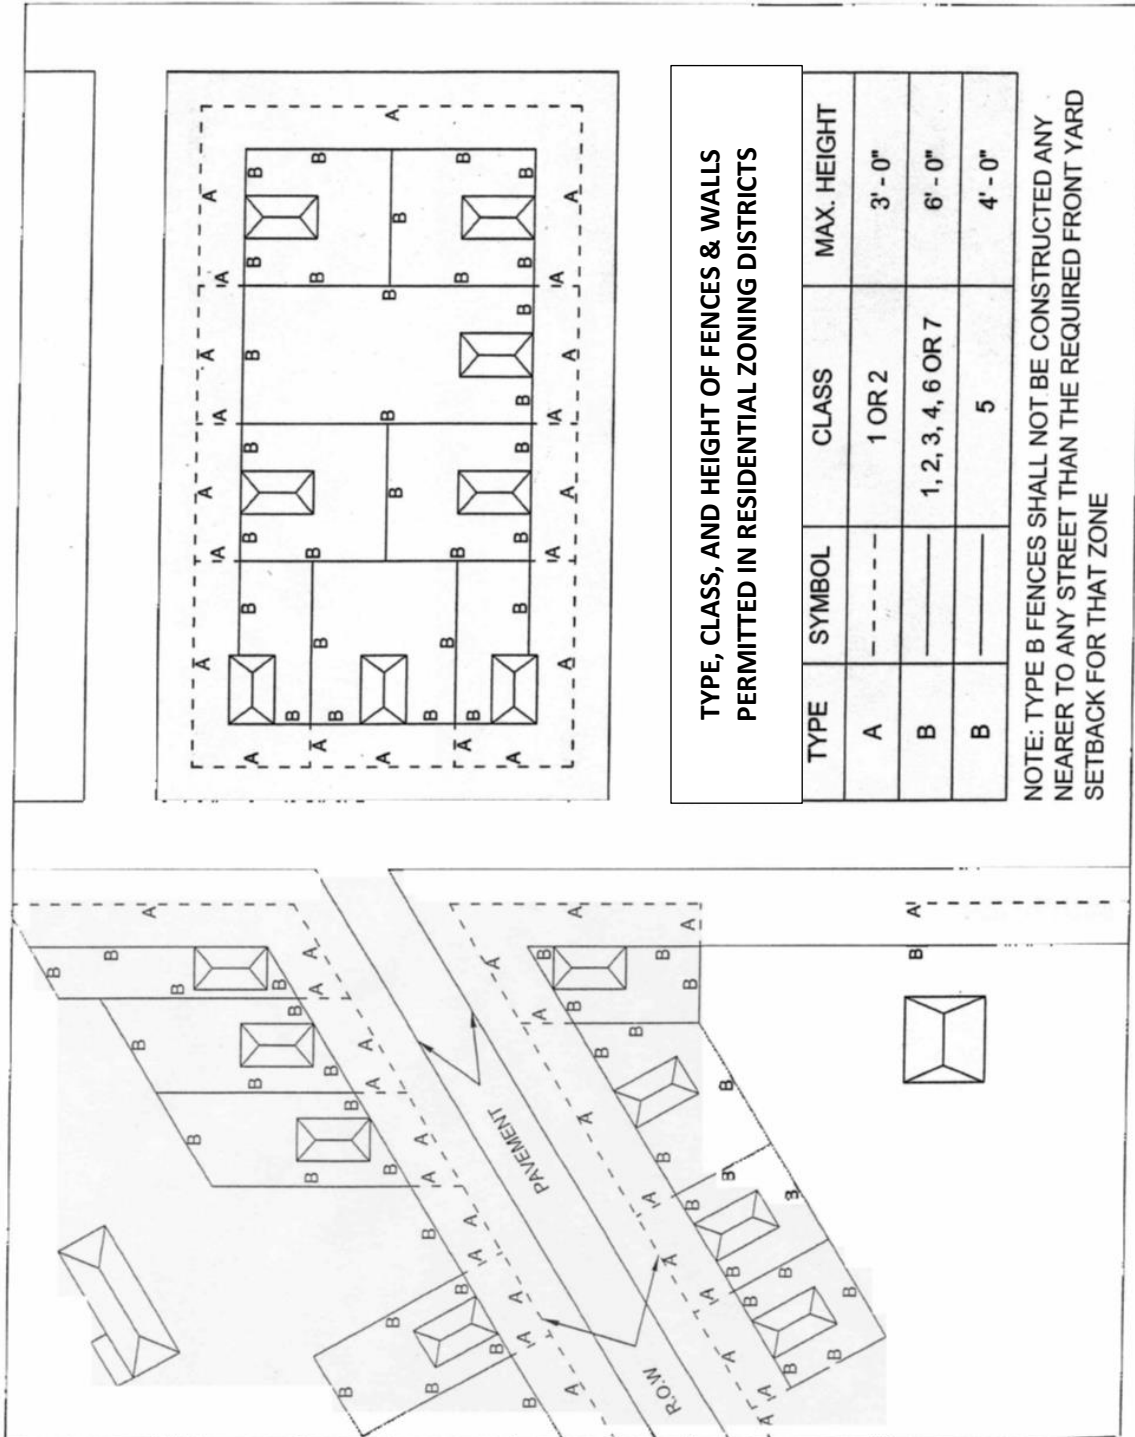 A
B B B B B A
B B B B B B
B B B B B B
B B B B B B
B B A A A A
B A A A A A
A A A A A
PAVEMENT
R.O.W
A A A A A A
A A A A A
B B B B B B B
B B B B B B A
B B B B B
B B B A
B A
A A A A
A A A
A B B B B B B
B B B B
A B B
A B B B B A
B B B B B
A B A
B B B B B B
A A A
A A A A
TYPE, CLASS, AND HEIGHT OF FENCES & WALLS
PERMITTED IN RESIDENTIAL ZONING DISTRICTS
TYPE SYMBOL CLASS MAX. HEIGHT
A 1 OR 2 3' - 0"
B 1, 2, 3, 4, 6 OR 7 6' - 0"
B 5 4' - 0"
NOTE: TYPE B FENCES SHALL NOT BE CONSTRUCTED ANY
NEARER TO ANY STREET THAN THE REQUIRED FRONT YARD
SETBACK FOR THAT ZONE